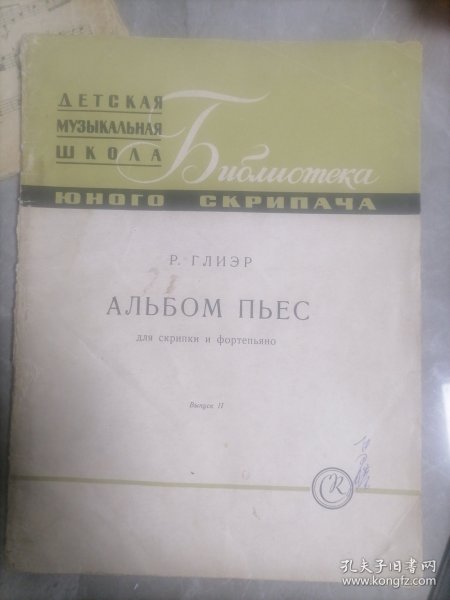 ДЕТСКАЯ
МУЗЫКАЛЬНАЯ
ШКОЛА
Библиотека
ЮНОГО СКРИПАЧА
Р. ГЛИЭР
АЛЬБОМ ПЬЕС
для скрипки и фортепьяно
Выпуск II
孔夫子旧书网
www.kongfz.com